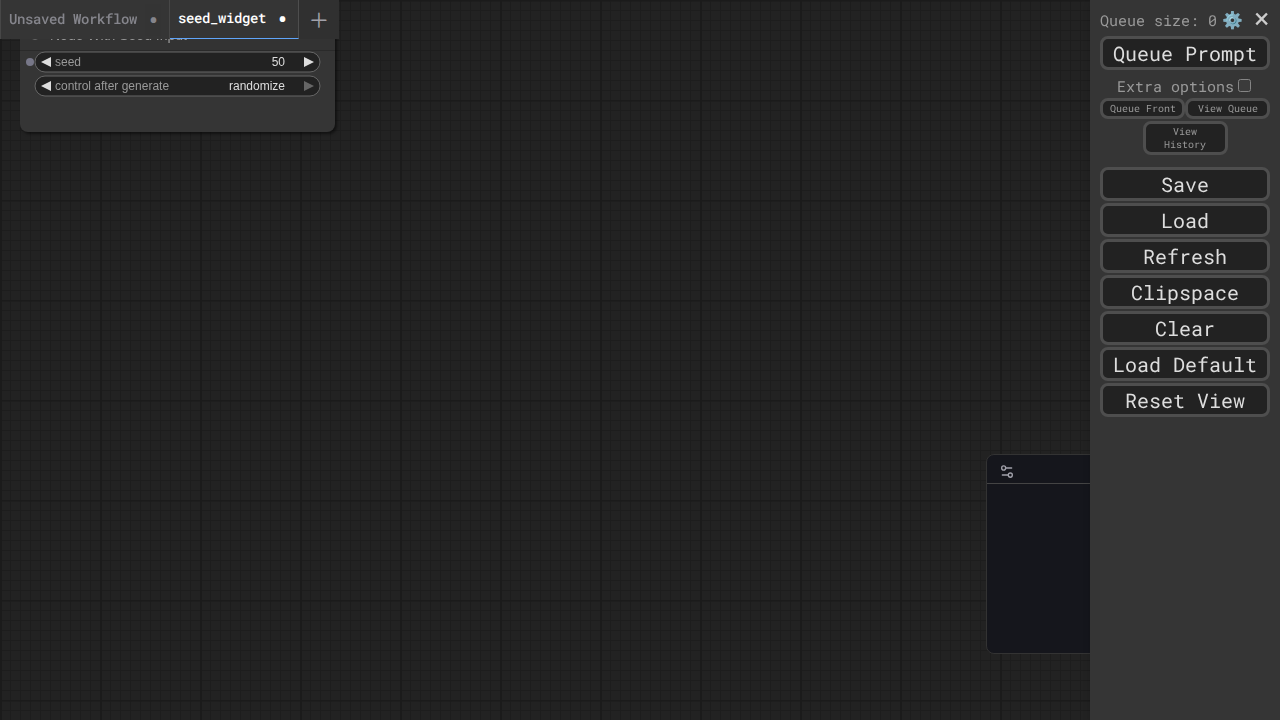 Unsaved Workflow
seed_widget
seed 50
control after generate randomize
Queue size: 0
Queue Prompt
Extra options
Queue Front
View Queue
View
History
Save
Load
Refresh
Clipspace
Clear
Load Default
Reset View